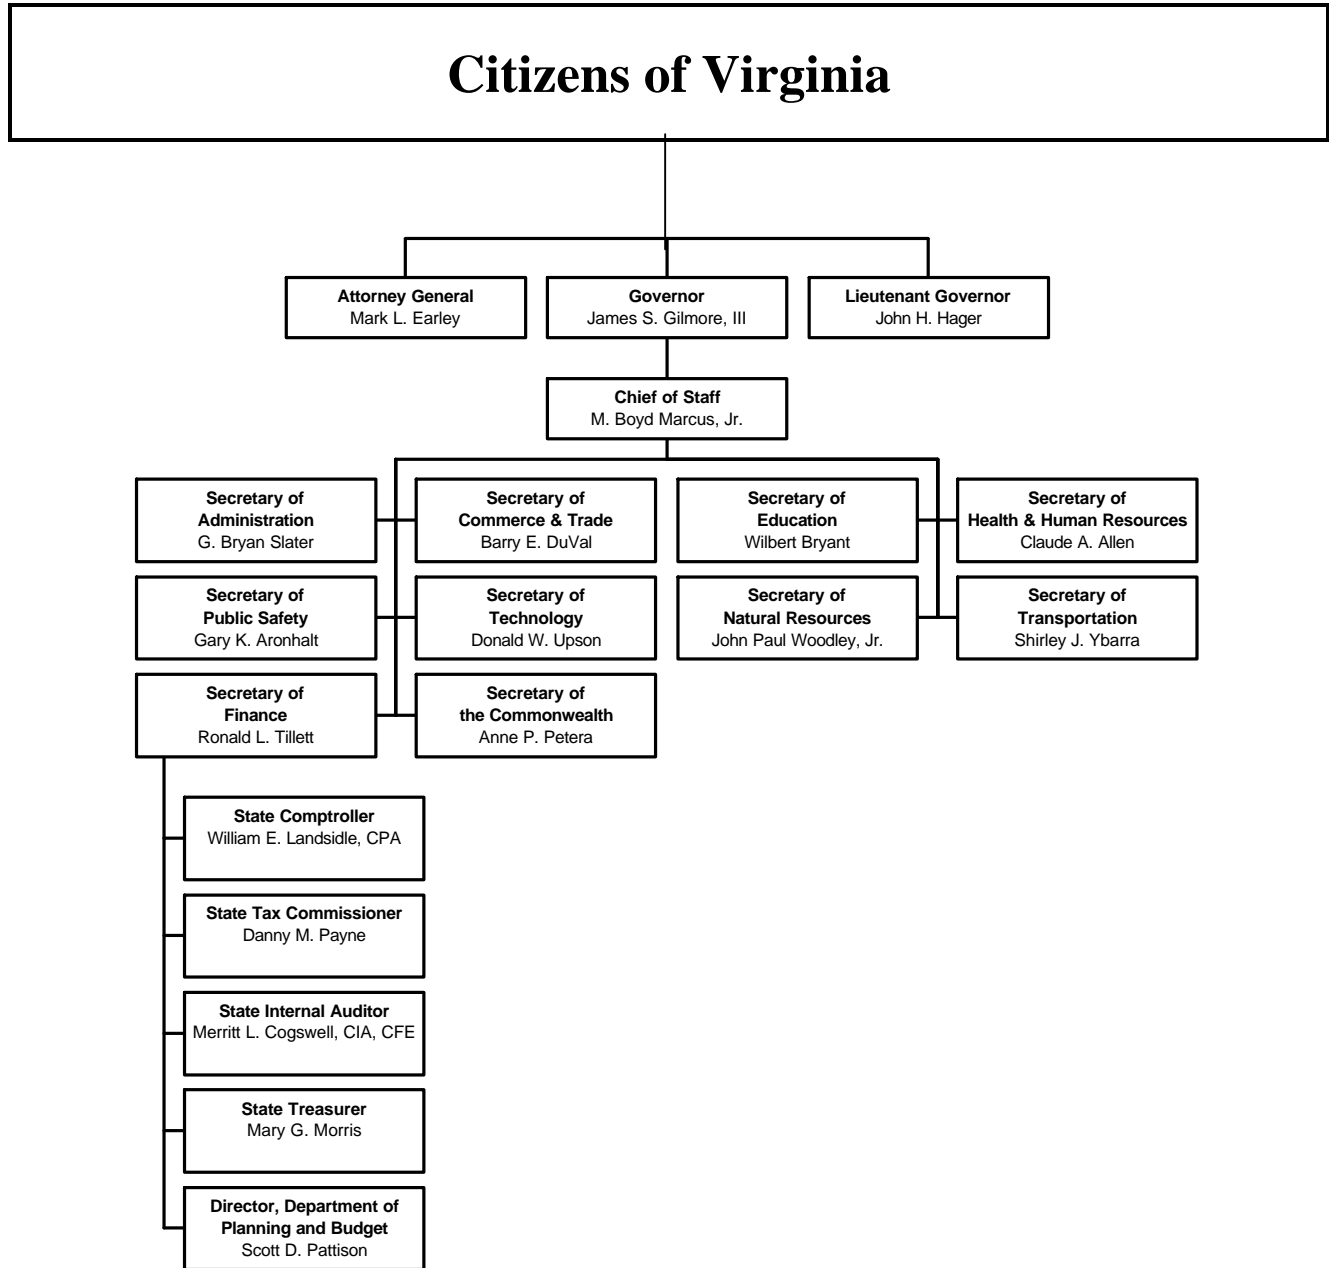 Citizens of Virginia
Attorney General
Mark L. Earley
Governor
James S. Gilmore, III
Lieutenant Governor
John H. Hager
Chief of Staff
M. Boyd Marcus, Jr.
Secretary of
Administration
G. Bryan Slater
Secretary of
Commerce & Trade
Barry E. DuVal
Secretary of
Education
Wilbert Bryant
Secretary of
Health & Human Resources
Claude A. Allen
Secretary of
Public Safety
Gary K. Aronhalt
Secretary of
Technology
Donald W. Upson
Secretary of
Natural Resources
John Paul Woodley, Jr.
Secretary of
Transportation
Shirley J. Ybarra
Secretary of
Finance
Ronald L. Tillett
Secretary of
the Commonwealth
Anne P. Petera
State Comptroller
William E. Landsidle, CPA
State Tax Commissioner
Danny M. Payne
State Internal Auditor
Merritt L. Cogswell, CIA, CFE
State Treasurer
Mary G. Morris
Director, Department of
Planning and Budget
Scott D. Pattison